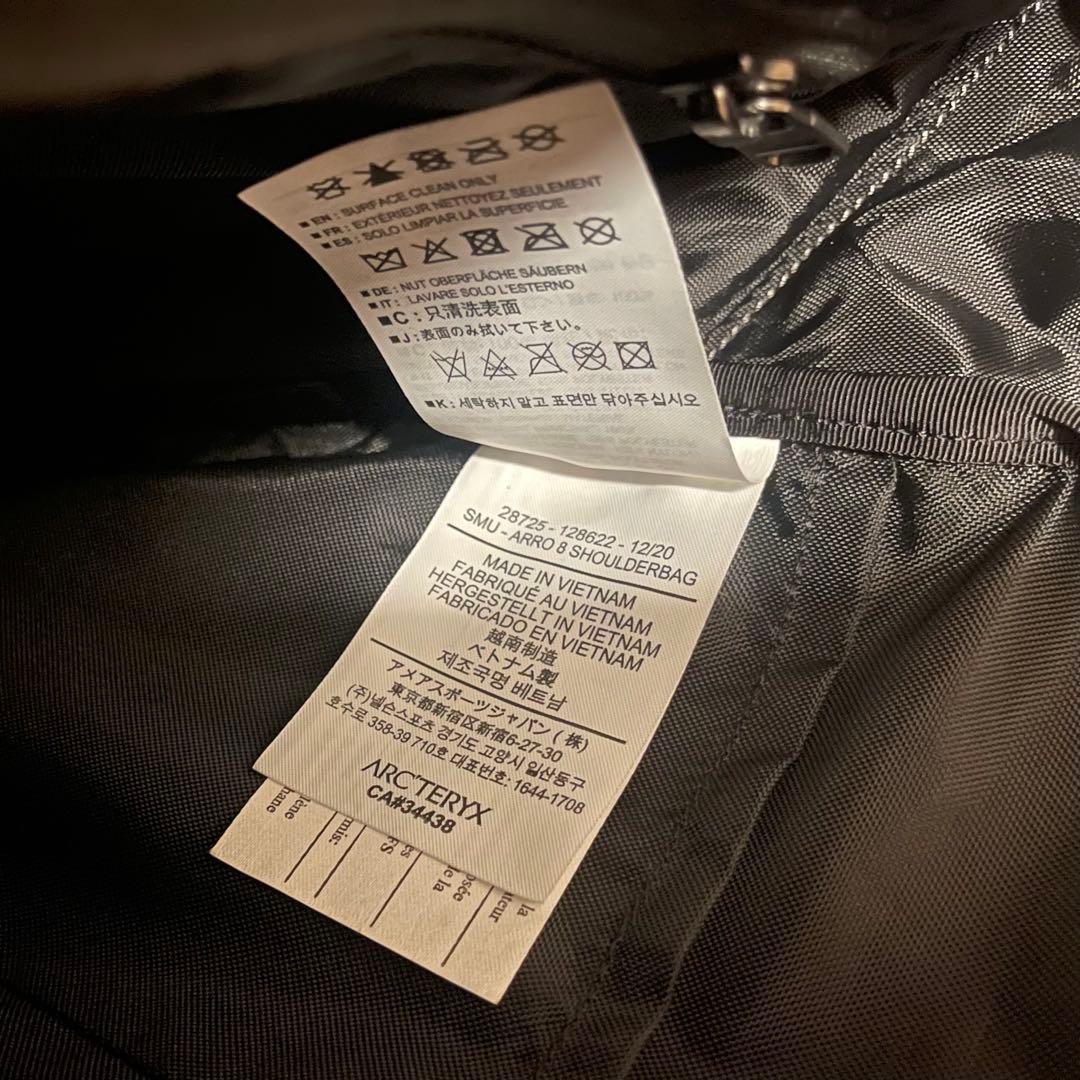 ■EN : SURFACE CLEAN ONLY
■FR : EXTÉRIEUR NETTOYEZ SEULEMENT
■ES : SOLO LIMPIAR LA SUPERFICIE
■DE : NUT OBERFLÄCHE SÄUBERN
■IT : LAVARE SOLO L'ESTERNO
■C : 只清洗表面
■J : 表面のみ拭いて下さい。
■K : 세탁하지 말고 표면만 닦아주십시오
28725 - 128622 - 12/20
SMU - ARRO 8 SHOULDERBAG
MADE IN VIETNAM
FABRIQUÉ AU VIETNAM
HERGESTELLT IN VIETNAM
FABRICADO EN VIETNAM
越南制造
ベトナム製
제조국명 베트남
アメアスポーツジャパン ( 株)
東京都新宿区新宿6-27-30
(주)넬슨스포츠 경기도 고양시 일산동구
호수로 358-39 710호 대표번호: 1644-1708
ARC'TERYX
CA#34438